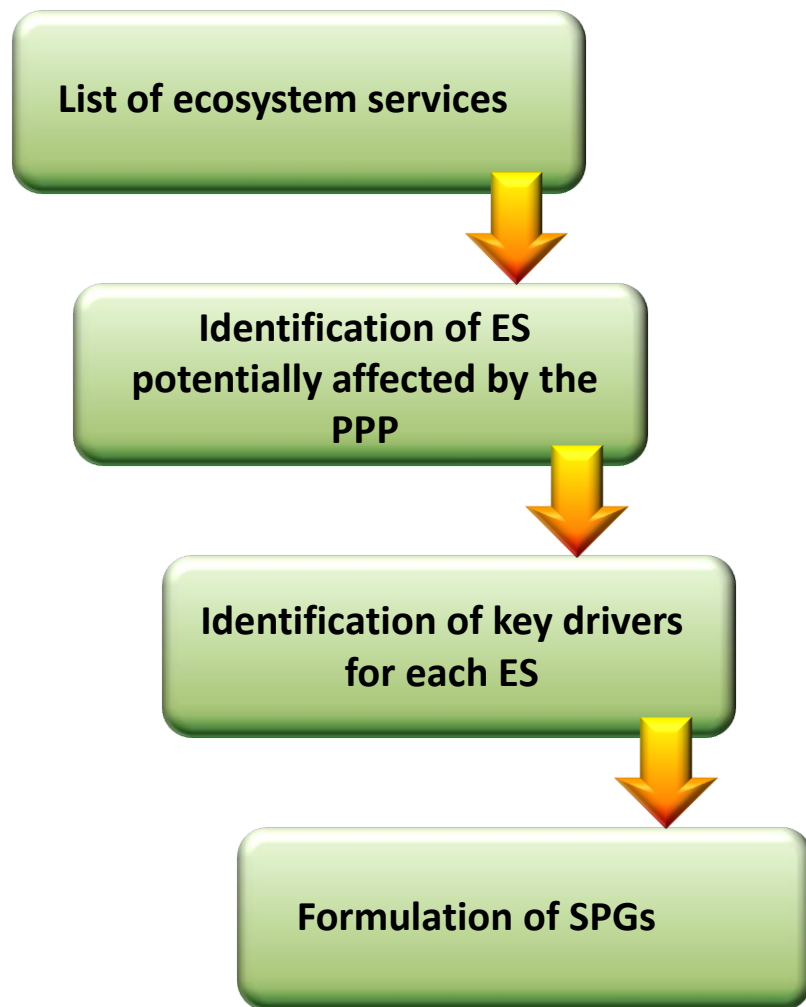 List of ecosystem services
Identification of ES
potentially affected by the
PPP
Identification of key drivers
for each ES
Formulation of SPGs